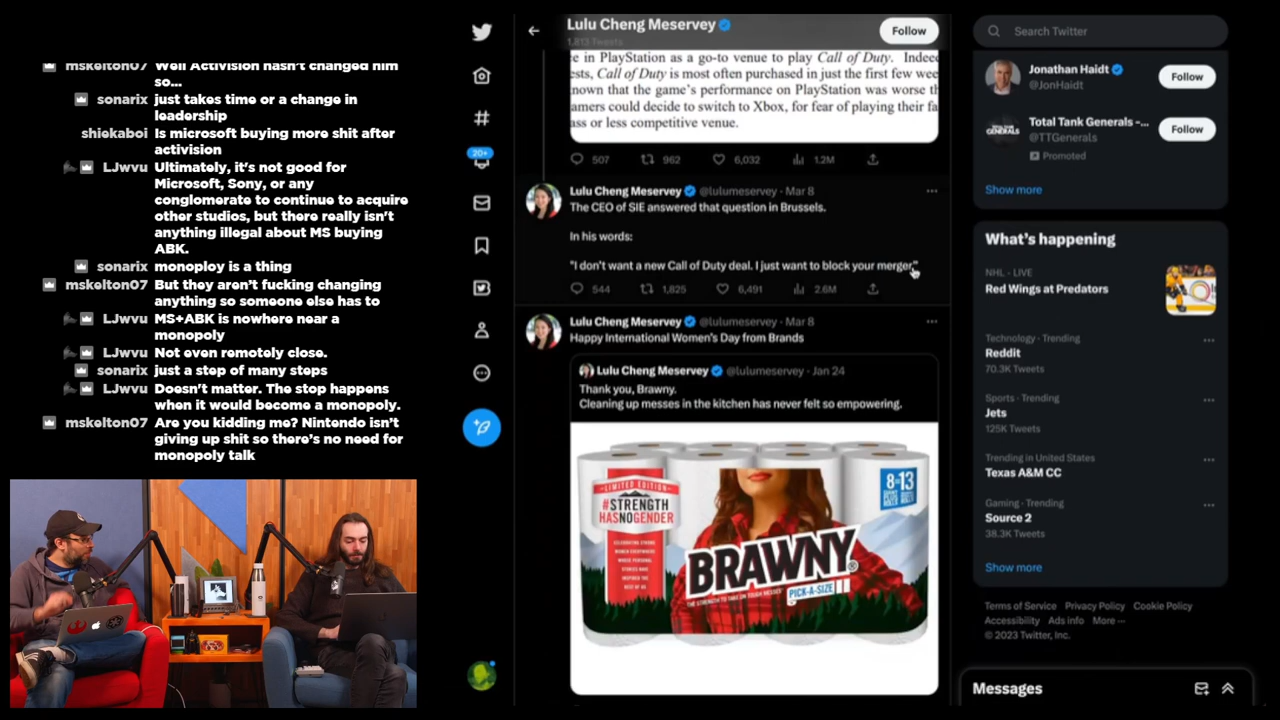 mskelton07 Well Activision hasn't changed him
so...
sonarix just takes time or a change in
leadership
shiekaboi Is microsoft buying more shit after
activision
LJwvu Ultimately, it's not good for
Microsoft, Sony, or any
conglomerate to continue to acquire
other studios, but there really isn't
anything illegal about MS buying
ABK.
sonarix monoploy is a thing
mskelton07 But they aren't fucking changing
anything so someone else has to
LJwvu MS+ABK is nowhere near a
monopoly
LJwvu Not even remotely close.
sonarix just a step of many steps
LJwvu Doesn't matter. The stop happens
when it would become a monopoly.
mskelton07 Are you kidding me? Nintendo isn't
giving up shit so there's no need for
monopoly talk
20+
Lulu Cheng Meservey
1,813 Tweets
Follow
e in PlayStation as a go-to venue to play Call of Duty. Indeed
ests, Call of Duty is most often purchased in just the first few wee
nown that the game's performance on PlayStation was worse th
amers could decide to switch to Xbox, for fear of playing their fa
ass or less competitive venue.
507 962 6,032 1.2M
Lulu Cheng Meservey @lulumeservey · Mar 8
The CEO of SIE answered that question in Brussels.
In his words:
"I don't want a new Call of Duty deal. I just want to block your merger."
544 1,825 6,491 2.6M
Lulu Cheng Meservey @lulumeservey · Mar 8
Happy International Women's Day from Brands
Lulu Cheng Meservey @lulumeservey · Jan 24
Thank you, Brawny.
Cleaning up messes in the kitchen has never felt so empowering.
LIMITED EDITION
#STRENGTH
HASNOGENDER
8=13
BRAWNY
PICK-A-SIZE
Search Twitter
Jonathan Haidt
@JonHaidt
Follow
Total Tank Generals -...
@TTGenerals
Promoted
Follow
Show more
What's happening
NHL · LIVE
Red Wings at Predators
Technology · Trending
Reddit
70.3K Tweets
Sports · Trending
Jets
125K Tweets
Trending in United States
Texas A&M CC
Gaming · Trending
Source 2
38.3K Tweets
Show more
Terms of Service Privacy Policy Cookie Policy
Accessibility Ads info More ···
© 2023 Twitter, Inc.
Messages